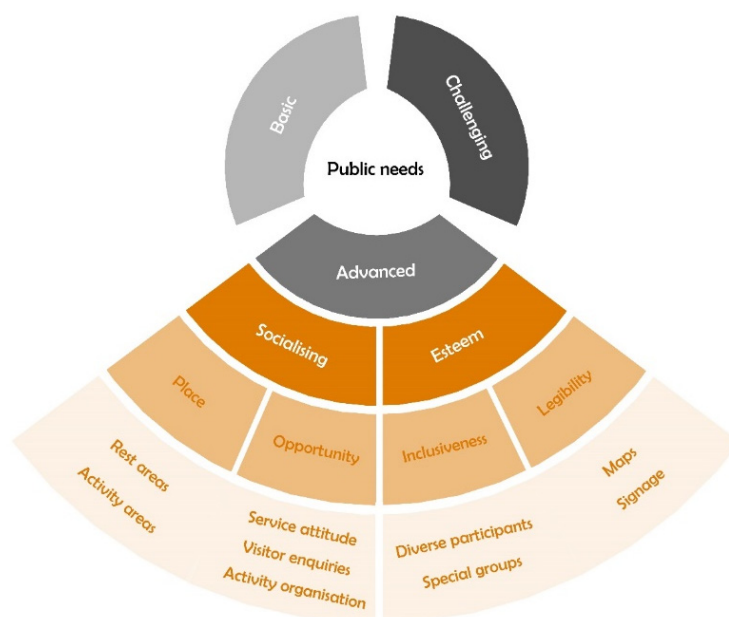 Basic
Challenging
Public needs
Advanced
Socialising
Esteem
Place
Opportunity
Inclusiveness
Legibility
Rest areas
Activity areas
Service attitude
Visitor enquiries
Activity organisation
Diverse participants
Special groups
Maps
Signage